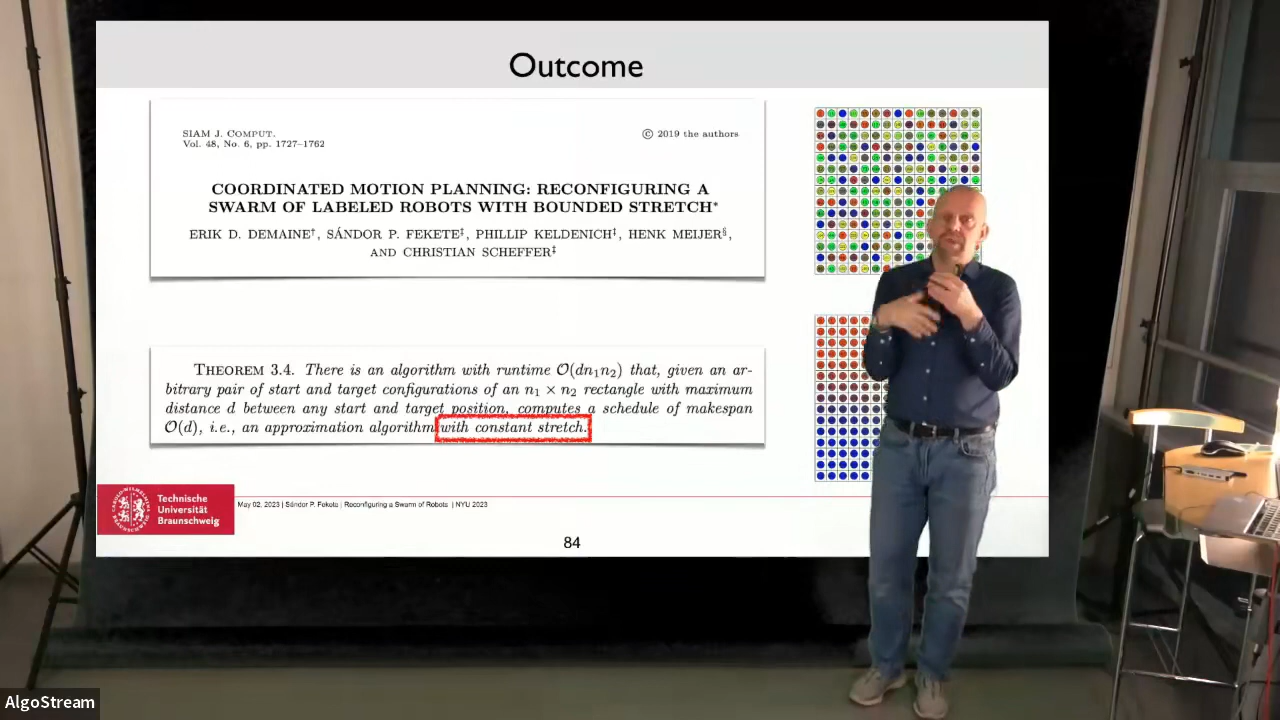 Outcome
SIAM J. COMPUT.
Vol. 48, No. 6, pp. 1727–1762
© 2019 the authors
COORDINATED MOTION PLANNING: RECONFIGURING A
SWARM OF LABELED ROBOTS WITH BOUNDED STRETCH*
ERIK D. DEMAINE†, SÁNDOR P. FEKETE‡, PHILLIP KELDENICH‡, HENK MEIJER§,
AND CHRISTIAN SCHEFFER‡
THEOREM 3.4. There is an algorithm with runtime O(dn₁n₂) that, given an ar-
bitrary pair of start and target configurations of an n₁ × n₂ rectangle with maximum
distance d between any start and target position, computes a schedule of makespan
O(d), i.e., an approximation algorithm with constant stretch.
Technische
Universität
Braunschweig
May 02, 2023 | Sándor P. Fekete | Reconfiguring a Swarm of Robots | NYU 2023
84
AlgoStream